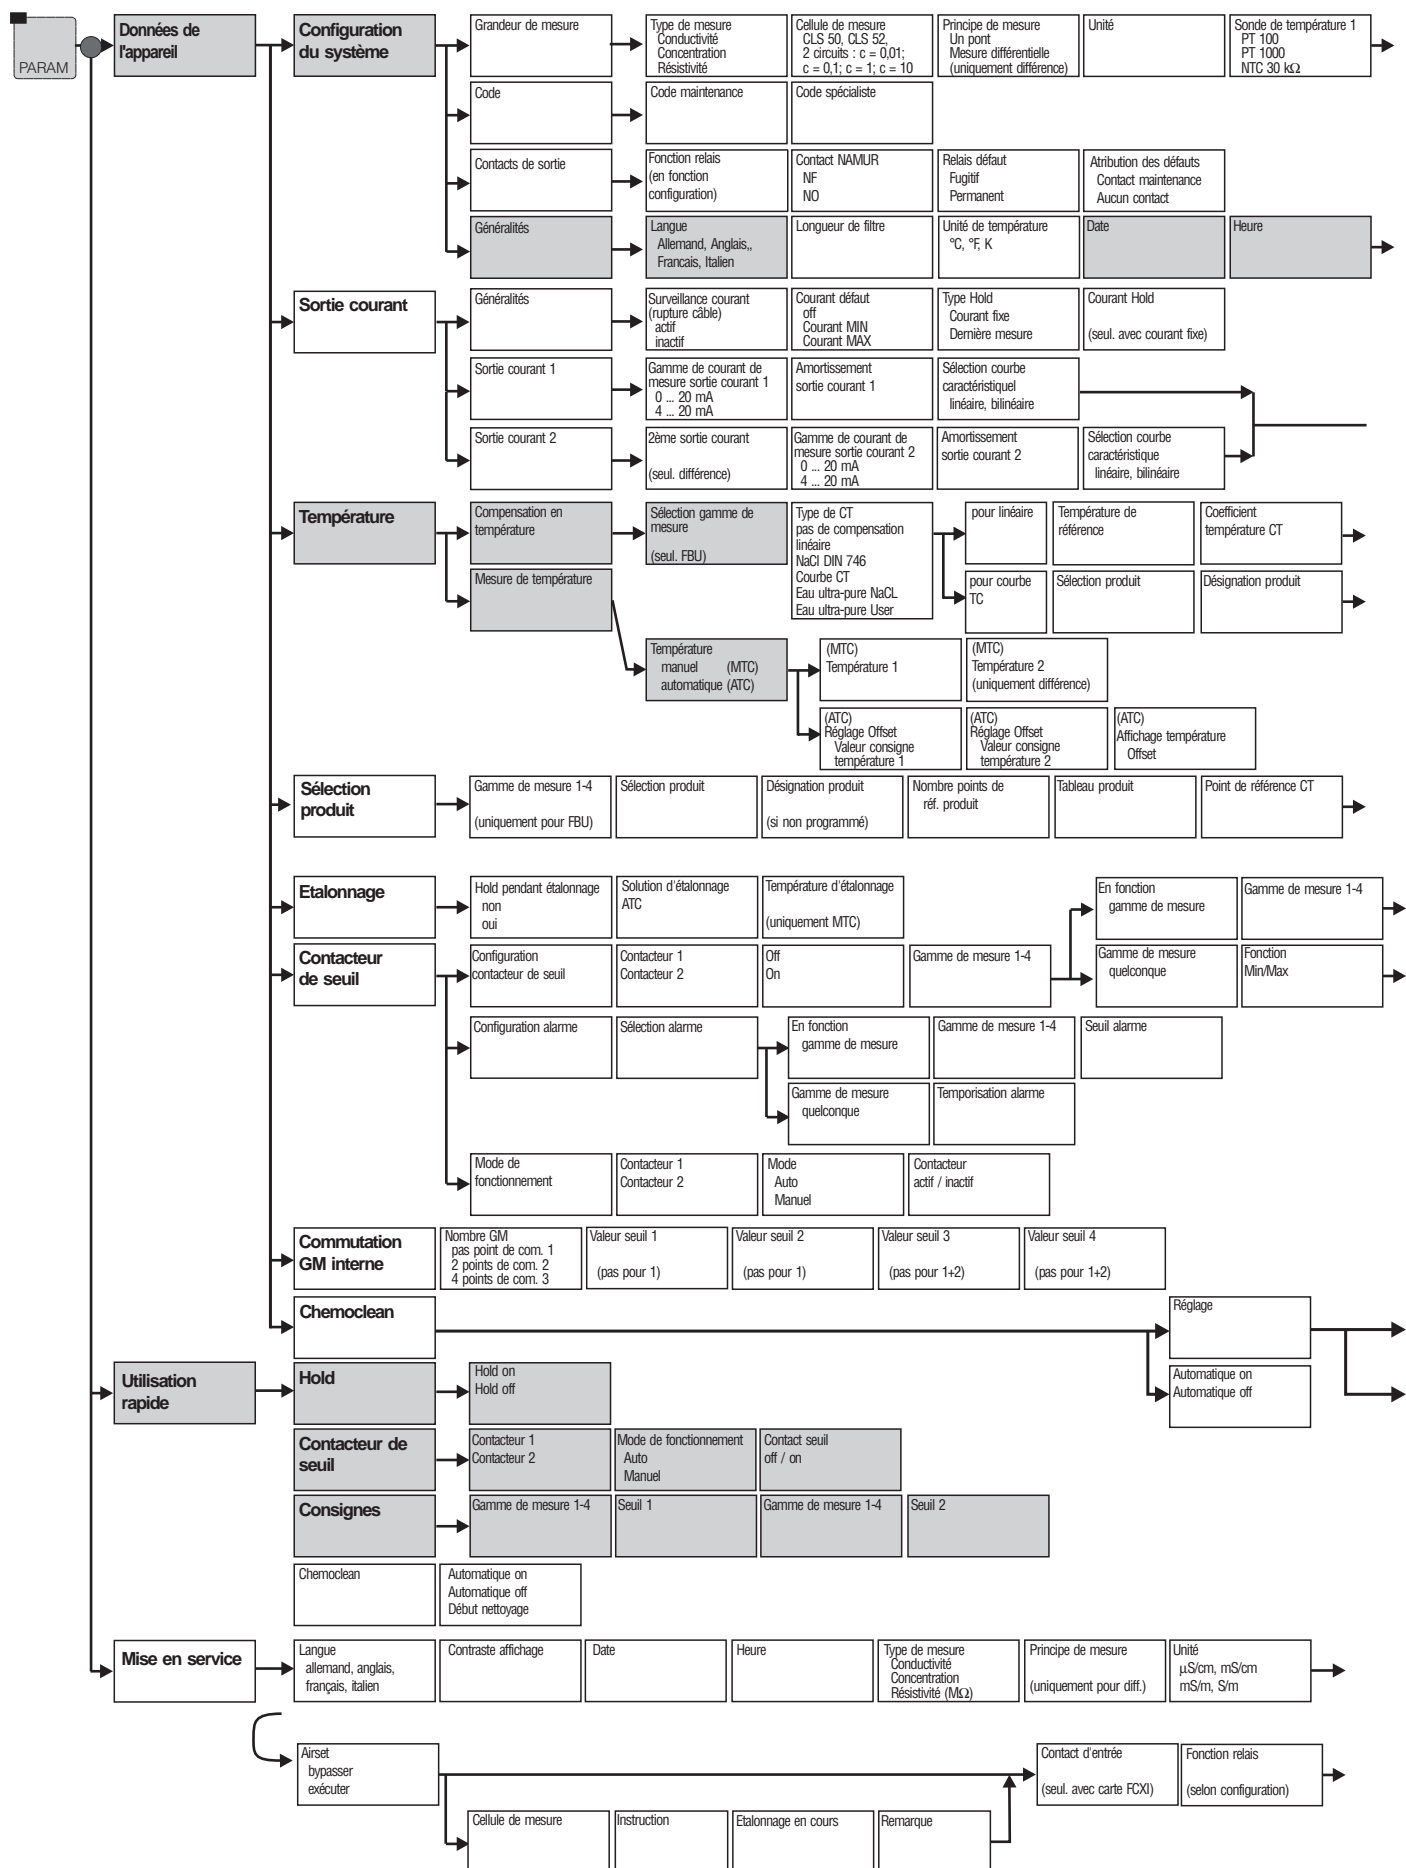 PARAM
Données de
l'appareil
Configuration
du système
Grandeur de mesure
Type de mesure
Conductivité
Concentration
Résistivité
Cellule de mesure
CLS 50, CLS 52,
2 circuits : c = 0,01;
c = 0,1; c = 1; c = 10
Principe de mesure
Un pont
Mesure différentielle
(uniquement différence)
Unité
Sonde de température 1
PT 100
PT 1000
NTC 30 kΩ
Code
Code maintenance
Code spécialiste
Contacts de sortie
Fonction relais
(en fonction
configuration)
Contact NAMUR
NF
NO
Relais défaut
Fugitif
Permanent
Atribution des défauts
Contact maintenance
Aucun contact
Généralités
Langue
Allemand, Anglais,,
Francais, Italien
Longueur de filtre
Unité de température
°C, °F, K
Date
Heure
Sortie courant
Généralités
Surveillance courant
(rupture câble)
actif
inactif
Courant défaut
off
Courant MIN
Courant MAX
Type Hold
Courant fixe
Dernière mesure
Courant Hold
(seul. avec courant fixe)
Sortie courant 1
Gamme de courant de
mesure sortie courant 1
0 ... 20 mA
4 ... 20 mA
Amortissement
sortie courant 1
Sélection courbe
caractéristiquel
linéaire, bilinéaire
Sortie courant 2
2ème sortie courant
(seul. différence)
Gamme de courant de
mesure sortie courant 2
0 ... 20 mA
4 ... 20 mA
Amortissement
sortie courant 2
Sélection courbe
caractéristique
linéaire, bilinéaire
Température
Compensation en
température
Sélection gamme de
mesure
(seul. FBU)
Type de CT
pas de compensation
linéaire
NaCl DIN 746
Courbe CT
Eau ultra-pure NaCL
Eau ultra-pure User
pour linéaire
Température de
référence
Coefficient
température CT
Mesure de température
pour courbe
TC
Sélection produit
Désignation produit
Température
manuel (MTC)
automatique (ATC)
(MTC)
Température 1
(MTC)
Température 2
(uniquement différence)
(ATC)
Réglage Offset
Valeur consigne
température 1
(ATC)
Réglage Offset
Valeur consigne
température 2
(ATC)
Affichage température
Offset
Sélection
produit
Gamme de mesure 1-4
(uniquement pour FBU)
Sélection produit
Désignation produit
(si non programmé)
Nombre points de
réf. produit
Tableau produit
Point de référence CT
Etalonnage
Hold pendant étalonnage
non
oui
Solution d'étalonnage
ATC
Température d'étalonnage
(uniquement MTC)
En fonction
gamme de mesure
Gamme de mesure 1-4
Contacteur
de seuil
Configuration
contacteur de seuil
Contacteur 1
Contacteur 2
Off
On
Gamme de mesure 1-4
Gamme de mesure
quelconque
Fonction
Min/Max
Configuration alarme
Sélection alarme
En fonction
gamme de mesure
Gamme de mesure 1-4
Seuil alarme
Gamme de mesure
quelconque
Temporisation alarme
Mode de
fonctionnement
Contacteur 1
Contacteur 2
Mode
Auto
Manuel
Contacteur
actif / inactif
Commutation
GM interne
Nombre GM
pas point de com. 1
2 points de com. 2
4 points de com. 3
Valeur seuil 1
(pas pour 1)
Valeur seuil 2
(pas pour 1)
Valeur seuil 3
(pas pour 1+2)
Valeur seuil 4
(pas pour 1+2)
Chemoclean
Réglage
Automatique on
Automatique off
Utilisation
rapide
Hold
Hold on
Hold off
Contacteur de
seuil
Contacteur 1
Contacteur 2
Mode de fonctionnement
Auto
Manuel
Contact seuil
off / on
Consignes
Gamme de mesure 1-4
Seuil 1
Gamme de mesure 1-4
Seuil 2
Chemoclean
Automatique on
Automatique off
Début nettoyage
Mise en service
Langue
allemand, anglais,
français, italien
Contraste affichage
Date
Heure
Type de mesure
Conductivité
Concentration
Résistivité (MΩ)
Principe de mesure
(uniquement pour diff.)
Unité
µS/cm, mS/cm
mS/m, S/m
Airset
bypasser
exécuter
Contact d'entrée
(seul. avec carte FCXI)
Fonction relais
(selon configuration)
Cellule de mesure
Instruction
Etalonnage en cours
Remarque